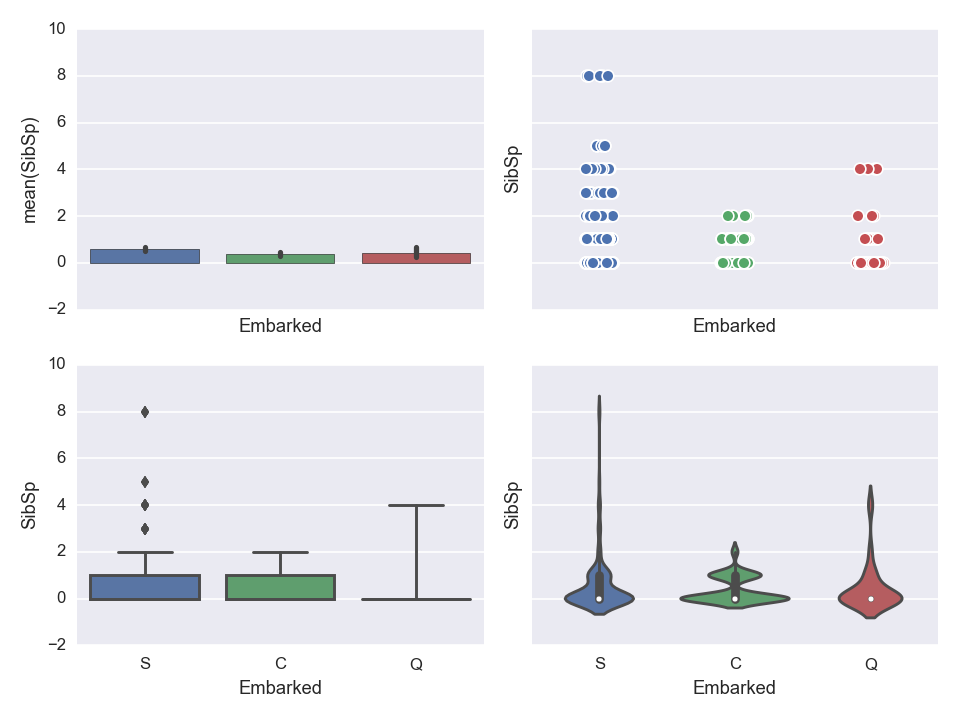 10
8
6
4
2
0
−2
mean(SibSp)
Embarked
SibSp
Embarked
10
8
6
4
2
0
−2
SibSp
S C Q
Embarked
SibSp
S C Q
Embarked